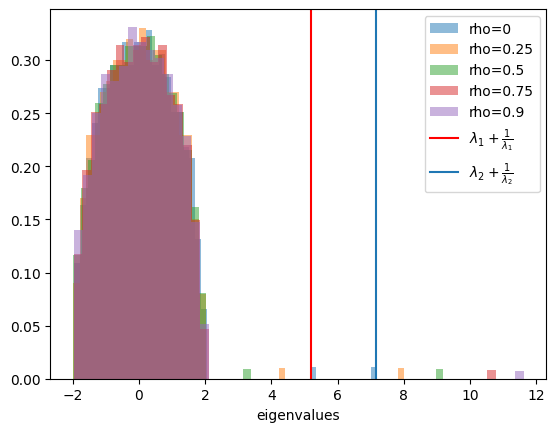 0.30
0.25
0.20
0.15
0.10
0.05
0.00
−2 0 2 4 6 8 10 12
eigenvalues
rho=0
rho=0.25
rho=0.5
rho=0.75
rho=0.9
λ₁ + 1/λ₁
λ₂ + 1/λ₂